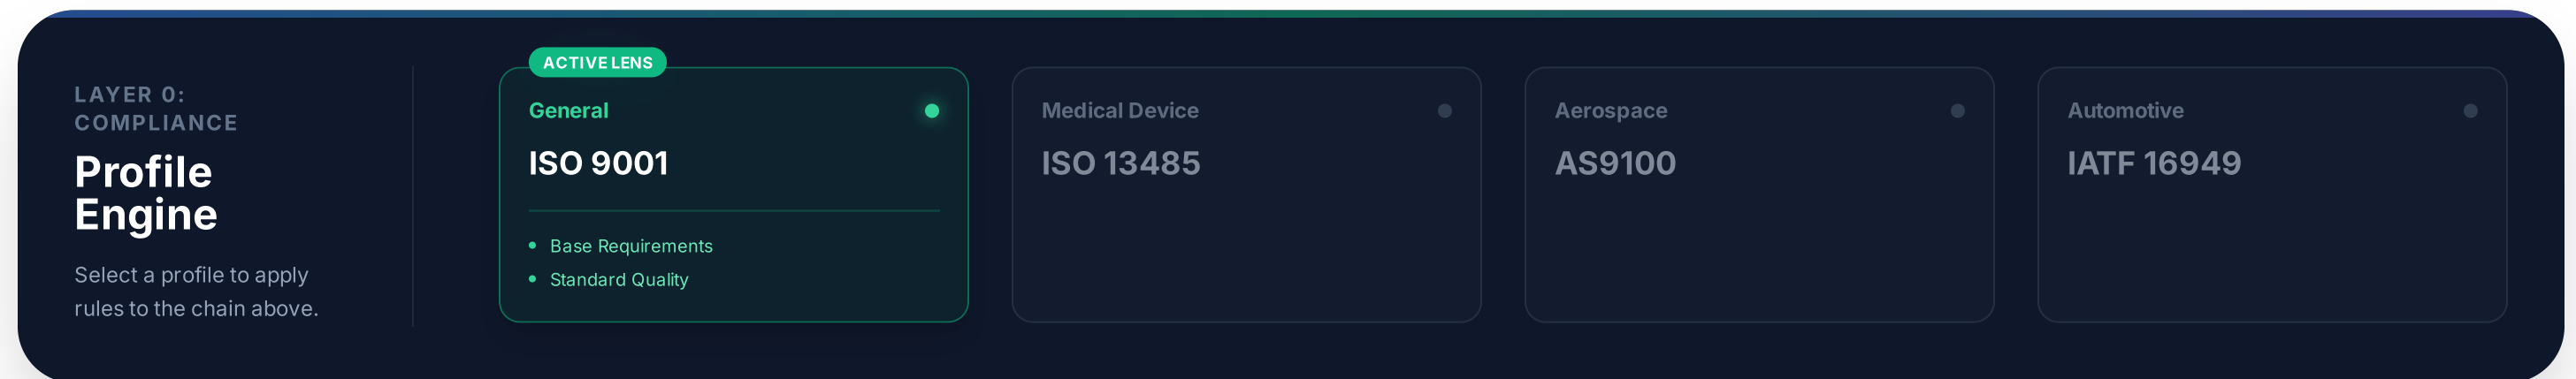 LAYER 0:
COMPLIANCE
Profile
Engine
Select a profile to apply
rules to the chain above.
ACTIVE LENS
General
ISO 9001
Base Requirements
Standard Quality
Medical Device
ISO 13485
Aerospace
AS9100
Automotive
IATF 16949